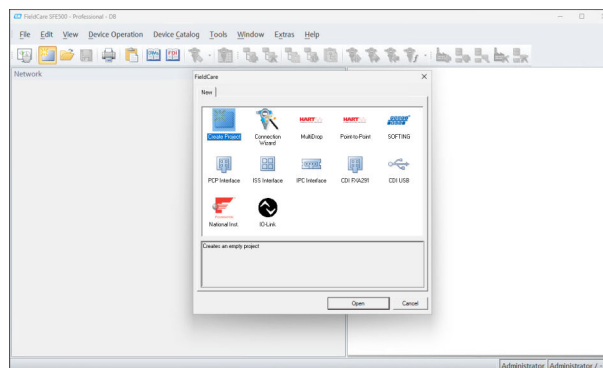 FieldCare SFE500 - Professional - DB
File Edit View Device Operation Device Catalog Tools Window Extras Help
Network
FieldCare
New
Create Project
Connection Wizard
HART
MultiDrop
HART
Point-to-Point
SOFTING
PCP Interface
ISS Interface
IPC Interface
CDI FXA291
CDI USB
National Inst.
IO-Link
Creates an empty project
Open Cancel
Administrator Administrator / -